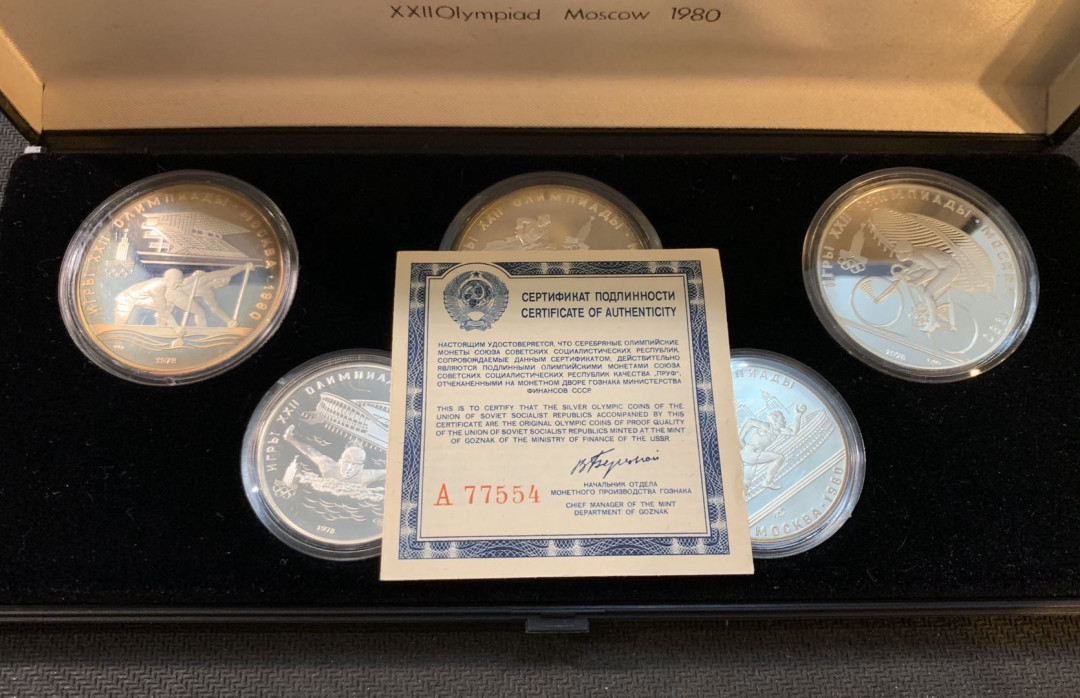 XXII Olympiad Moscow 1980
ИГРЫ XXII ОЛИМПИАДЫ МОСКВА·1980
1978
XXII ОЛИМПИАДЫ
ИГРЫ XXII ОЛИМПИАДЫ МОСКВА
1978
ИГРЫ XXII ОЛИМПИАДЫ
1978
МОСКВА·1980
СЕРТИФИКАТ ПОДЛИННОСТИ
CERTIFICATE OF AUTHENTICITY
НАСТОЯЩИМ УДОСТОВЕРЯЕТСЯ, ЧТО СЕРЕБРЯНЫЕ ОЛИМПИЙСКИЕ
МОНЕТЫ СОЮЗА СОВЕТСКИХ СОЦИАЛИСТИЧЕСКИХ РЕСПУБЛИК,
СОПРОВОЖДАЕМЫЕ ДАННЫМ СЕРТИФИКАТОМ, ДЕЙСТВИТЕЛЬНО
ЯВЛЯЮТСЯ ПОДЛИННЫМИ ОЛИМПИЙСКИМИ МОНЕТАМИ СОЮЗА
СОВЕТСКИХ СОЦИАЛИСТИЧЕСКИХ РЕСПУБЛИК КАЧЕСТВА „ПРУФ",
ОТЧЕКАНЕННЫМИ НА МОНЕТНОМ ДВОРЕ ГОЗНАКА МИНИСТЕРСТВА
ФИНАНСОВ СССР.
THIS IS TO CERTIFY THAT THE SILVER OLYMPIC COINS OF THE
UNION OF SOVIET SOCIALIST REPUBLICS ACCOMPANIED BY THIS
CERTIFICATE ARE THE ORIGINAL OLYMPIC COINS OF PROOF QUALITY
OF THE UNION OF SOVIET SOCIALIST REPUBLICS MINTED AT THE MINT
OF GOZNAK OF THE MINISTRY OF FINANCE OF THE USSR.
А 77554
НАЧАЛЬНИК ОТДЕЛА
МОНЕТНОГО ПРОИЗВОДСТВА ГОЗНАКА
CHIEF MANAGER OF THE MINT
DEPARTMENT OF GOZNAK